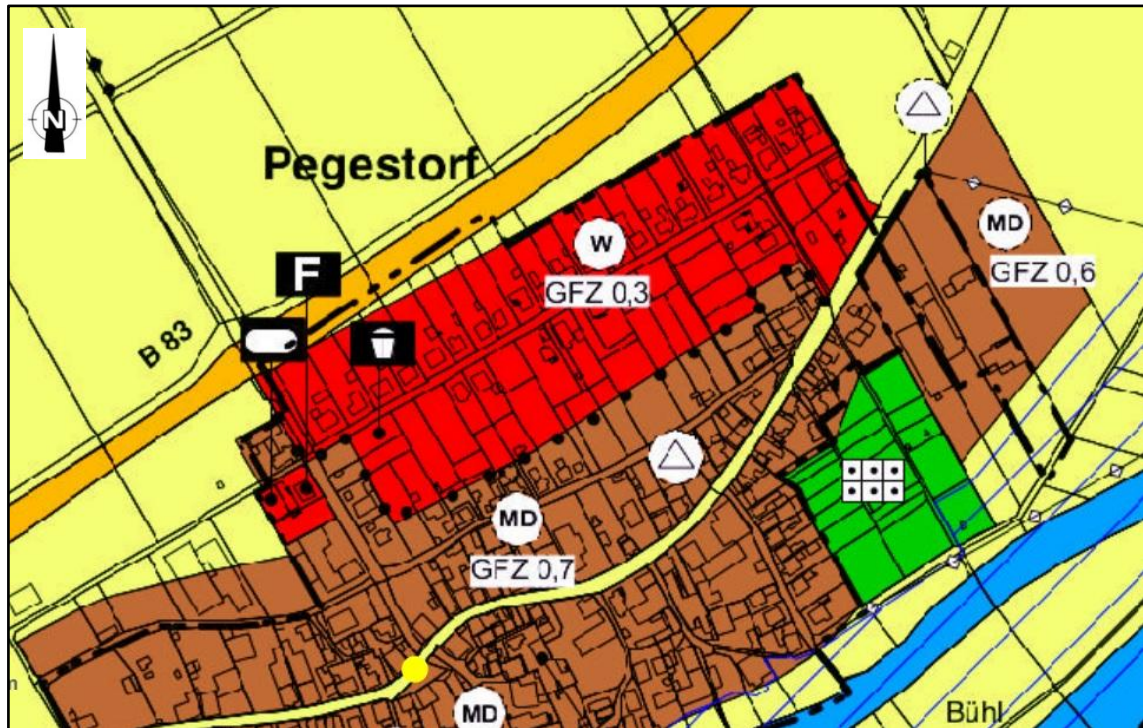 N
Pegestorf
W
MD
GFZ 0,6
F
GFZ 0,3
B 83
MD
GFZ 0,7
MD
Bühl